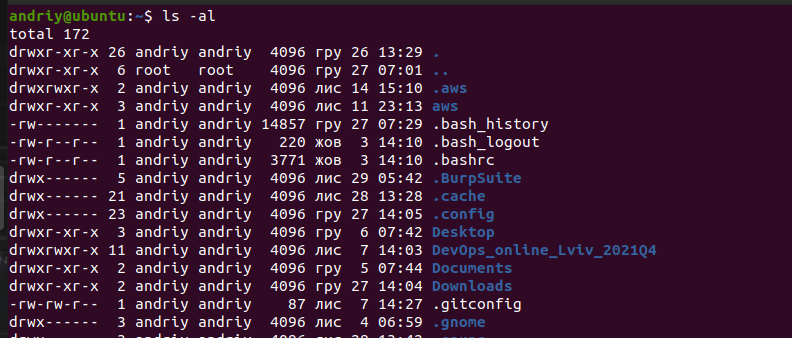 andriy@ubuntu:~$ ls -al
total 172
drwxr-xr-x 26 andriy andriy  4096 гру 26 13:29 .
drwxr-xr-x  6 root   root    4096 гру 27 07:01 ..
drwxrwxr-x  2 andriy andriy  4096 лис 14 15:10 .aws
drwxr-xr-x  3 andriy andriy  4096 лис 11 23:13 aws
-rw-------  1 andriy andriy 14857 гру 27 07:29 .bash_history
-rw-r--r--  1 andriy andriy   220 жов  3 14:10 .bash_logout
-rw-r--r--  1 andriy andriy  3771 жов  3 14:10 .bashrc
drwx------  5 andriy andriy  4096 лис 29 05:42 .BurpSuite
drwx------ 21 andriy andriy  4096 лис 28 13:28 .cache
drwx------ 23 andriy andriy  4096 гру 27 14:05 .config
drwxr-xr-x  3 andriy andriy  4096 гру  6 07:42 Desktop
drwxrwxr-x 11 andriy andriy  4096 лис  7 14:03 DevOps_online_Lviv_2021Q4
drwxr-xr-x  2 andriy andriy  4096 гру  5 07:44 Documents
drwxr-xr-x  2 andriy andriy  4096 гру 27 14:04 Downloads
-rw-rw-r--  1 andriy andriy    87 лис  7 14:27 .gitconfig
drwx------  3 andriy andriy  4096 лис  4 06:59 .gnome